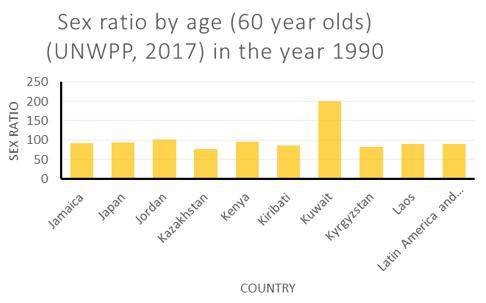 Sex ratio by age (60 year olds)
(UNWPP, 2017) in the year 1990
250
200
150
100
50
0
SEX RATIO
Jamaica
Japan
Jordan
Kazakhstan
Kenya
Kiribati
Kuwait
Kyrgyzstan
Laos
Latin America and...
COUNTRY